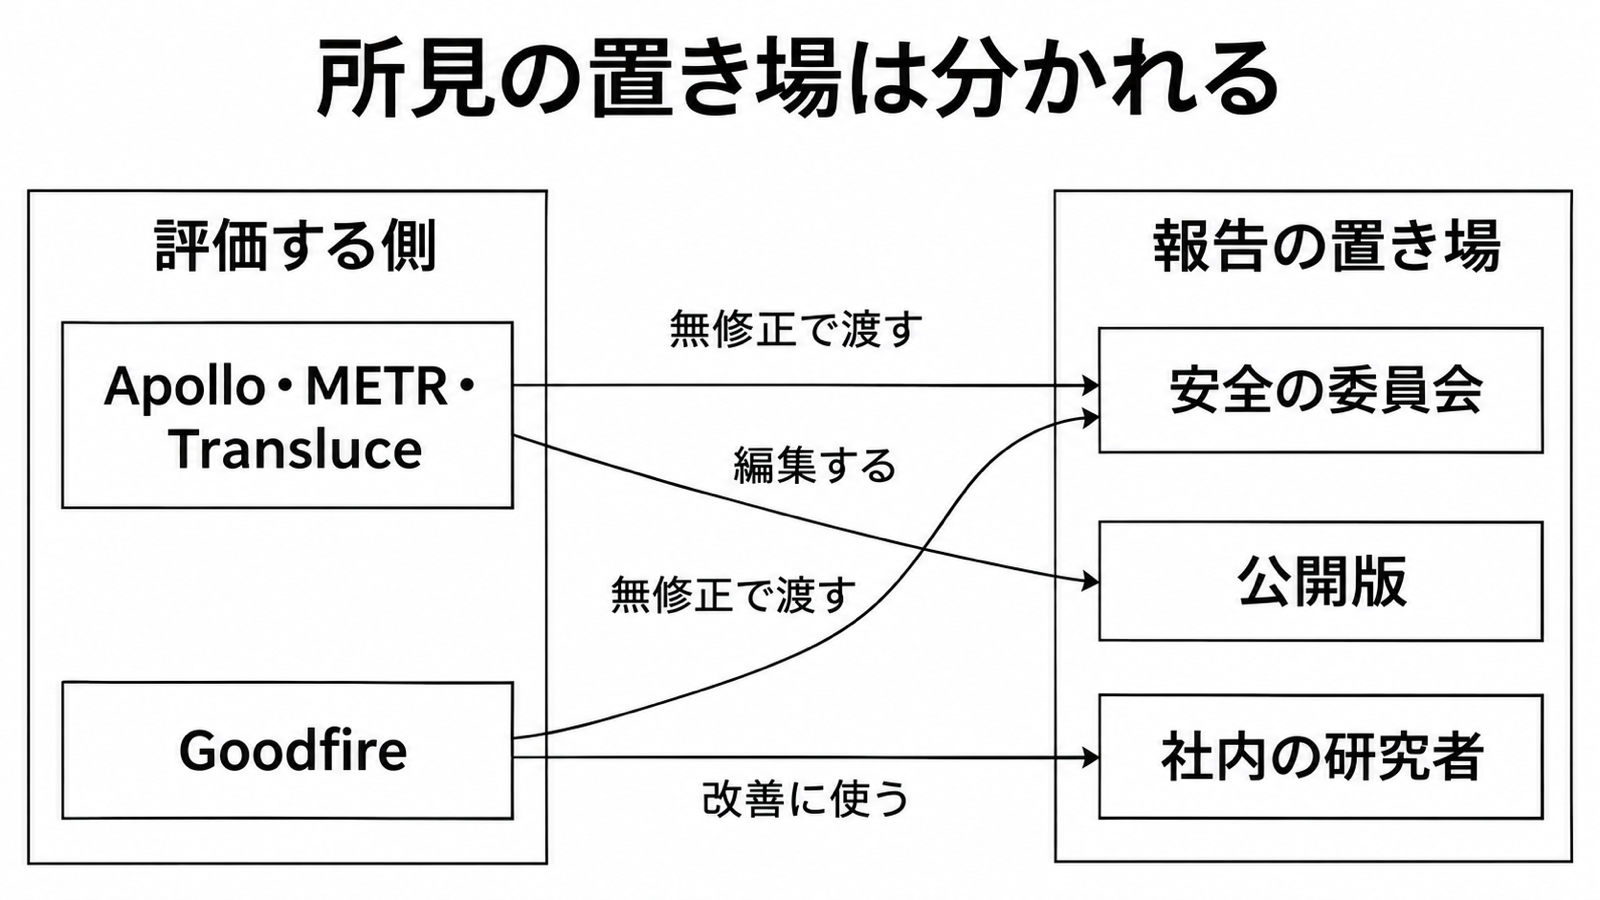 所見の置き場は分かれる
評価する側
Apollo・METR・
Transluce
Goodfire
無修正で渡す
編集する
無修正で渡す
改善に使う
報告の置き場
安全の委員会
公開版
社内の研究者